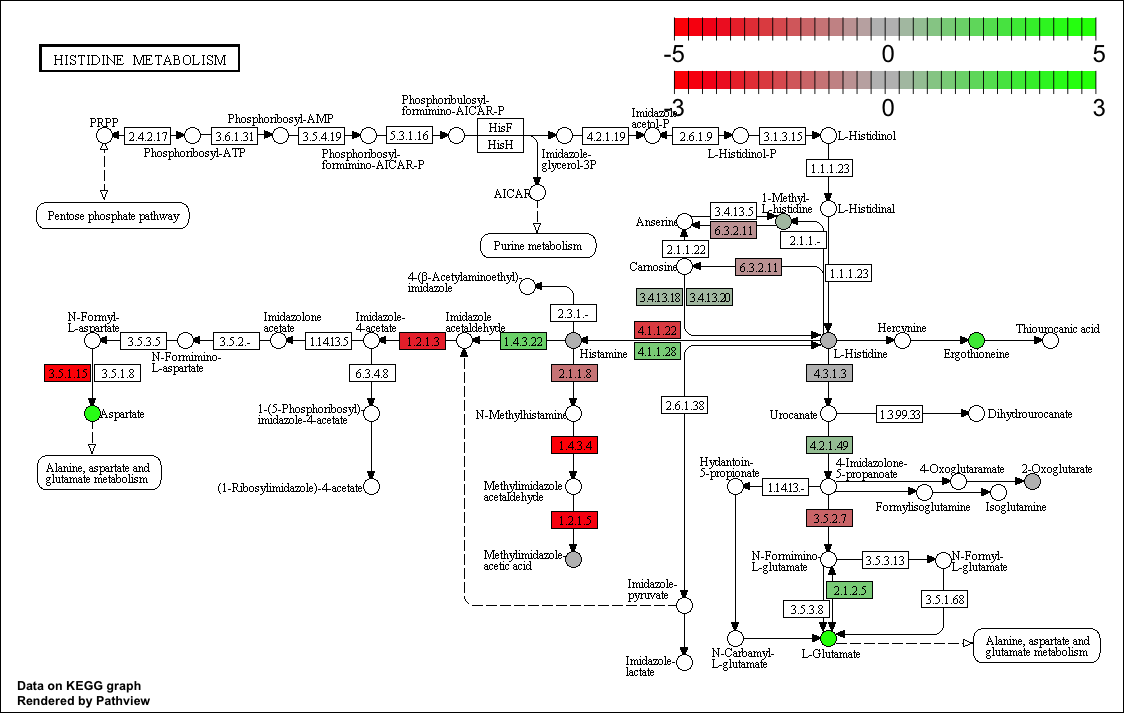 HISTIDINE METABOLISM
-5 0 5
-3 0 3
PRPP
2.4.2.17
Phosphoribosyl-ATP
3.6.1.31
Phosphoribosyl-AMP
3.5.4.19
Phosphoribosyl-
formimino-AICAR-P
5.3.1.16
Phosphoribulosyl-
formimino-AICAR-P
HisF
HisH
Imidazole-
glycerol-3P
4.2.1.19
Imidazole-
acetol-P
2.6.1.9
L-Histidinol-P
3.1.3.15
L-Histidinol
1.1.1.23
Pentose phosphate pathway
AICAR
Purine metabolism
L-Histidinal
1.1.1.23
1-Methyl-
L-histidine
3.4.13.5
Anserine
6.3.2.11
2.1.1.-
2.1.1.22
Carnosine
6.3.2.11
3.4.13.18
3.4.13.20
4-(β-Acetylaminoethyl)-
imidazole
2.3.1.-
N-Formyl-
L-aspartate
3.5.3.5
N-Formimino-
L-aspartate
3.5.2.-
Imidazolone
acetate
1.14.13.5
Imidazole-
4-acetate
1.2.1.3
Imidazole
acetaldehyde
1.4.3.22
Histamine
4.1.1.22
4.1.1.28
L-Histidine
Hercynine
Ergothioneine
Thiourocanic acid
3.5.1.15
3.5.1.8
6.3.4.8
2.1.1.8
4.3.1.3
2.6.1.38
Aspartate
1-(5-Phosphoribosyl)-
imidazole-4-acetate
N-Methylhistamine
Urocanate
1.3.99.33
Dihydrourocanate
1.4.3.4
4.2.1.49
Alanine, aspartate and
glutamate metabolism
(1-Ribosylimidazole)-4-acetate
Methylimidazole
acetaldehyde
Hydantoin-
5-propionate
1.14.13.-
4-Imidazolone-
5-propanoate
4-Oxoglutaramate
2-Oxoglutarate
Formylisoglutamine
Isoglutamine
1.2.1.5
3.5.2.7
Methylimidazole-
acetic acid
N-Formimino-
L-glutamate
3.5.3.13
N-Formyl-
L-glutamate
2.1.2.5
Imidazole-
pyruvate
3.5.3.8
3.5.1.68
Imidazole-
lactate
N-Carbamyl-
L-glutamate
L-Glutamate
Alanine, aspartate and
glutamate metabolism
Data on KEGG graph
Rendered by Pathview